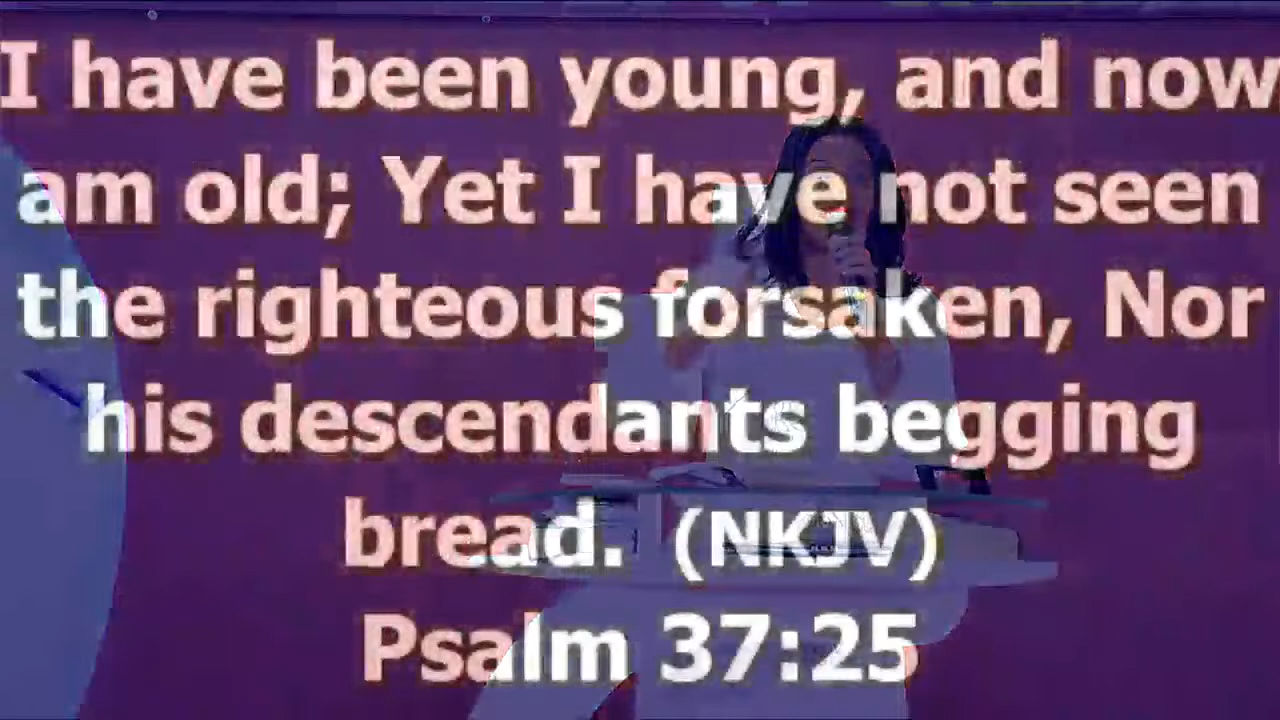 I have been young, and now
am old; Yet I have not seen
the righteous forsaken, Nor
his descendants begging
bread. (NKJV)
Psalm 37:25